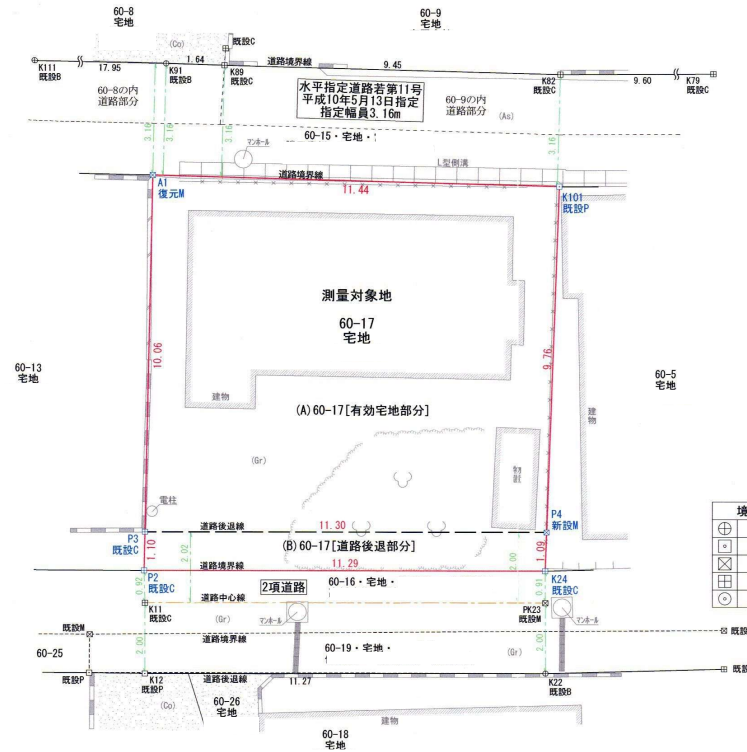 60-8
宅地
60-9
宅地
(Co)
既設C
K111
既設B
17.95
K91
既設B
1.64
K89
既設C
道路境界線
9.45
K82
既設C
9.60
K79
既設C
60-8の内
道路部分
水平指定道路若第11号
平成10年5月13日指定
指定幅員3.16m
60-9の内
道路部分
(As)
3.16
3.16
3.16
3.16
60-15・宅地・
マンホール
L型側溝
A1
復元M
道路境界線
11.44
K101
既設P
測量対象地
60-17
宅地
60-13
宅地
10.06
9.76
60-5
宅地
建物
建物
(A)60-17[有効宅地部分]
(Gr)
物置
電柱
P3
既設C
道路後退線
11.30
P4
新設M
1.10
2.02
(B)60-17[道路後退部分]
2.00
1.09
道路境界線
11.29
P2
既設C
0.92
2項道路
60-16・宅地・
0.91
K24
既設C
道路中心線
K11
既設C
(Gr)
マンホール
PK23
既設M
マンホール
既設M
道路境界線
既設
60-25
2.00
60-19・宅地・
(Gr)
2.00
既設P
K12
既設P
道路後退線
11.27
K22
既設B
既設
(Co)
60-26
宅地
建物
60-18
宅地
境